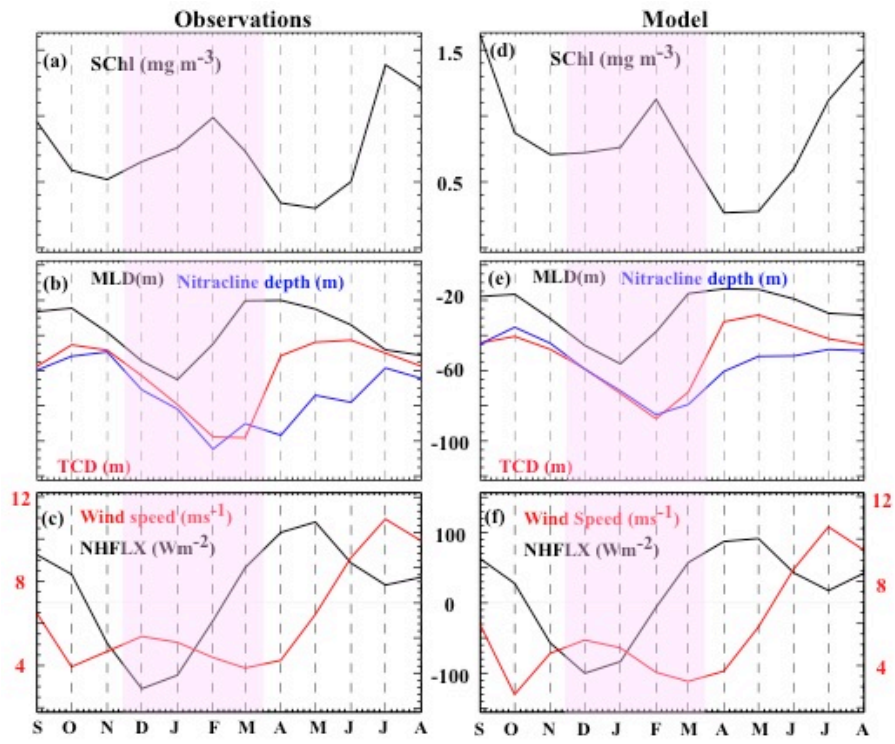 Observations Model
(a) SChl (mg m-3)
(d) SChl (mg m-3)
1.5
0.5
(b) MLD(m) Nitracline depth (m)
TCD (m)
(e) MLD(m) Nitracline depth (m)
TCD (m)
-20
-60
-100
(c) Wind speed (ms-1)
NHFLX (Wm-2)
(f) Wind Speed (ms-1)
NHFLX (Wm-2)
12
8
4
100
0
-100
12
8
4
S O N D J F M A M J J A
S O N D J F M A M J J A